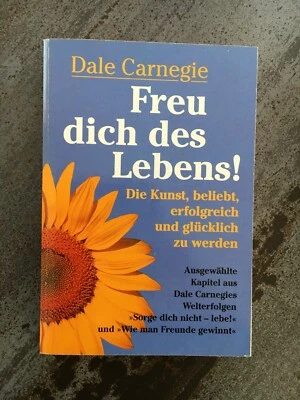 Dale Carnegie
Freu
dich des
Lebens!
Die Kunst, beliebt,
erfolgreich
und glücklich
zu werden
Ausgewählte
Kapitel aus
Dale Carnegies
Welterfolgen
»Sorge dich nicht – lebe!«
und »Wie man Freunde gewinnt«